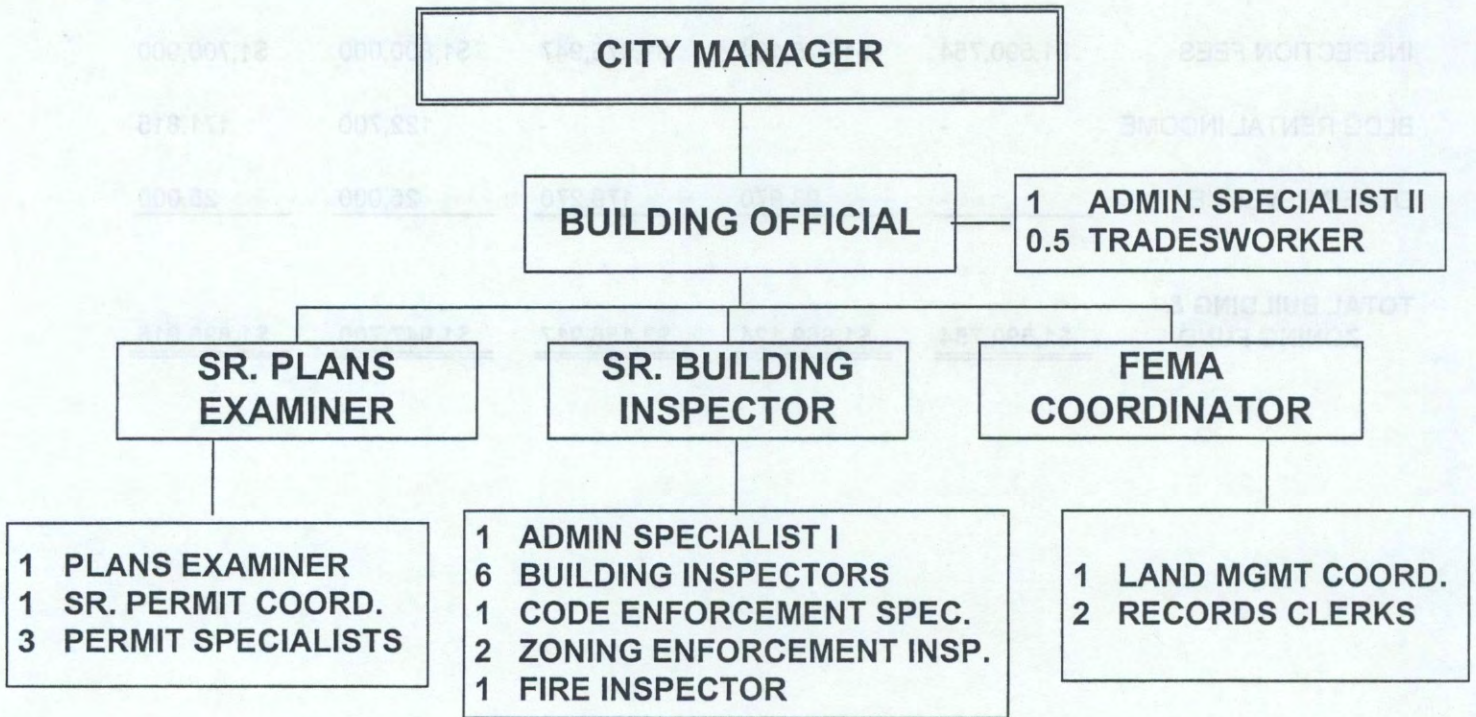 CITY MANAGER
BUILDING OFFICIAL
1 ADMIN. SPECIALIST II
0.5 TRADESWORKER
SR. PLANS
EXAMINER
SR. BUILDING
INSPECTOR
FEMA
COORDINATOR
1 PLANS EXAMINER
1 SR. PERMIT COORD.
3 PERMIT SPECIALISTS
1 ADMIN SPECIALIST I
6 BUILDING INSPECTORS
1 CODE ENFORCEMENT SPEC.
2 ZONING ENFORCEMENT INSP.
1 FIRE INSPECTOR
1 LAND MGMT COORD.
2 RECORDS CLERKS